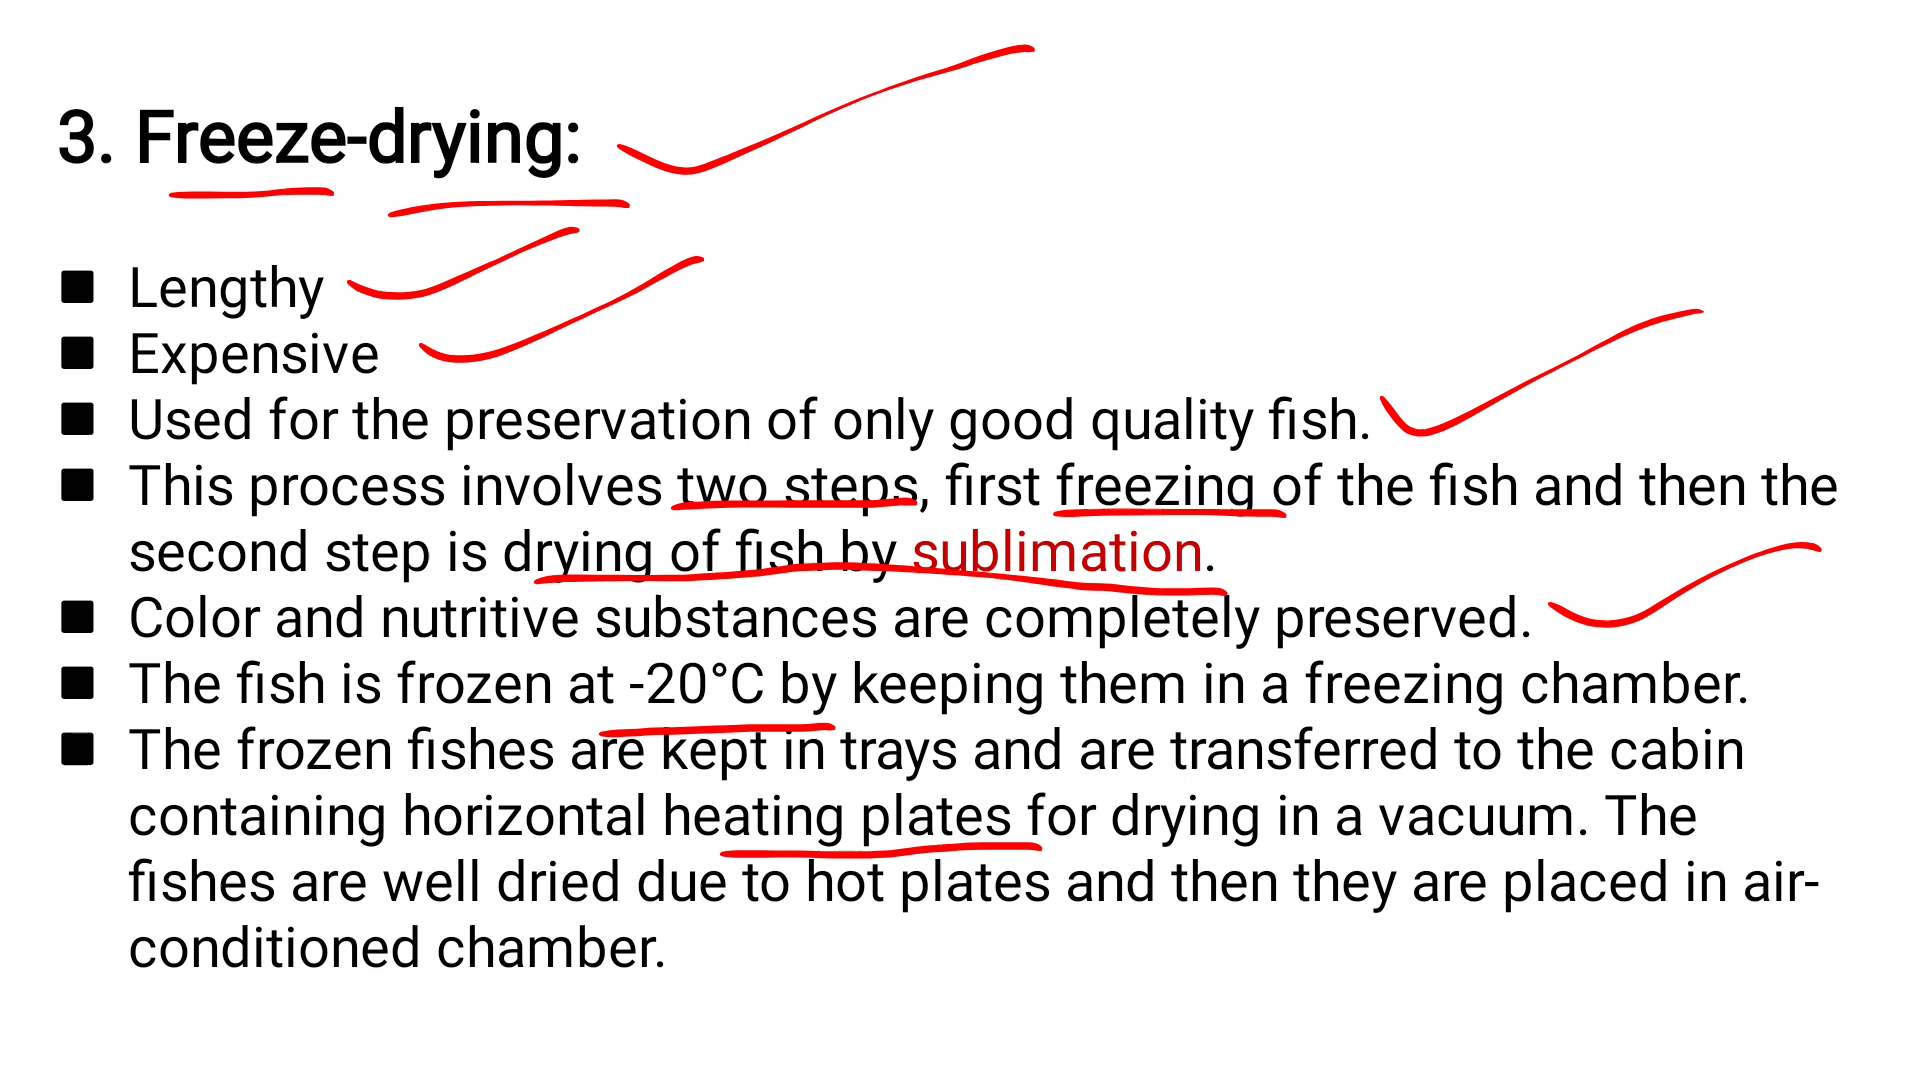 3. Freeze-drying:
■ Lengthy
■ Expensive
■ Used for the preservation of only good quality fish.
■ This process involves two steps, first freezing of the fish and then the
second step is drying of fish by sublimation.
■ Color and nutritive substances are completely preserved.
■ The fish is frozen at -20°C by keeping them in a freezing chamber.
■ The frozen fishes are kept in trays and are transferred to the cabin
containing horizontal heating plates for drying in a vacuum. The
fishes are well dried due to hot plates and then they are placed in air-
conditioned chamber.